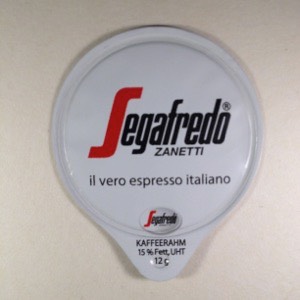 Segafredo®
ZANETTI
il vero espresso italiano
Segafredo
KAFFEERAHM
15 % Fett, UHT
12 g